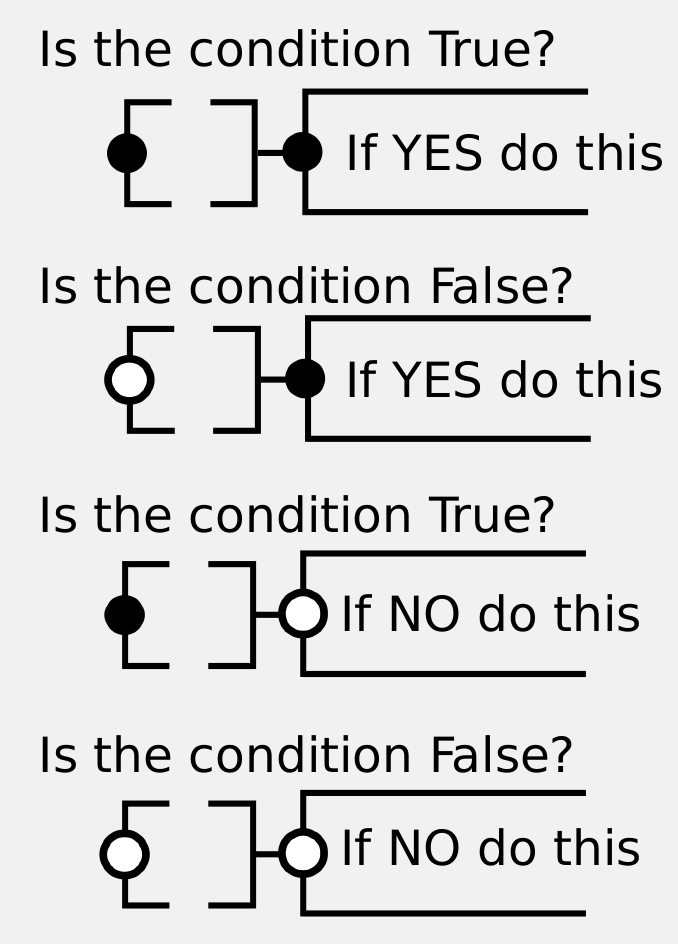 Is the condition True?
If YES do this
Is the condition False?
If YES do this
Is the condition True?
If NO do this
Is the condition False?
If NO do this